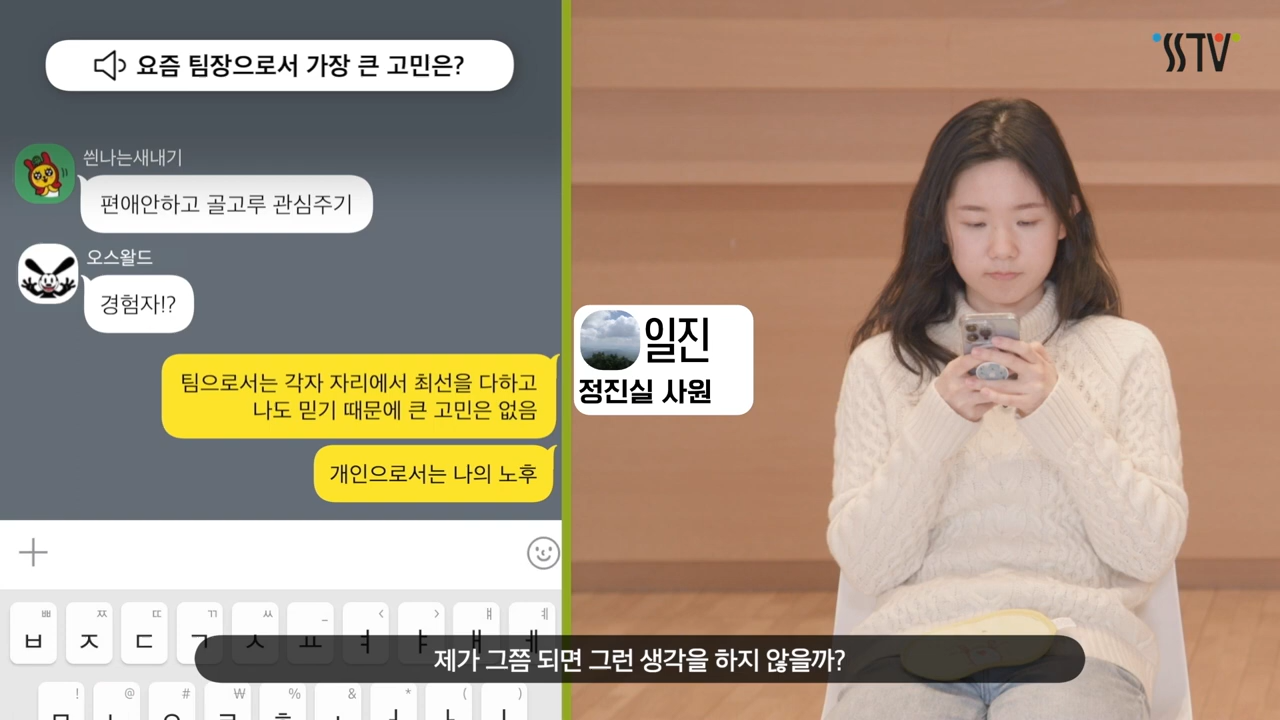 요즘 팀장으로서 가장 큰 고민은?
SSTV
씐나는새내기
편애안하고 골고루 관심주기
오스왈드
경험자!?
팀으로서는 각자 자리에서 최선을 다하고
나도 믿기 때문에 큰 고민은 없음
개인으로서는 나의 노후
일진
정진실 사원
ㅃ ㅉ ㄸ ㄲ ㅆ _ < > ㅒ ㅖ
ㅂ ㅈ ㄷ ㄱ ㅅ ㅛ ㅕ ㅑ ㅐ ㅔ
제가 그쯤 되면 그런 생각을 하지 않을까?
! @ # ₩ % & * ( )